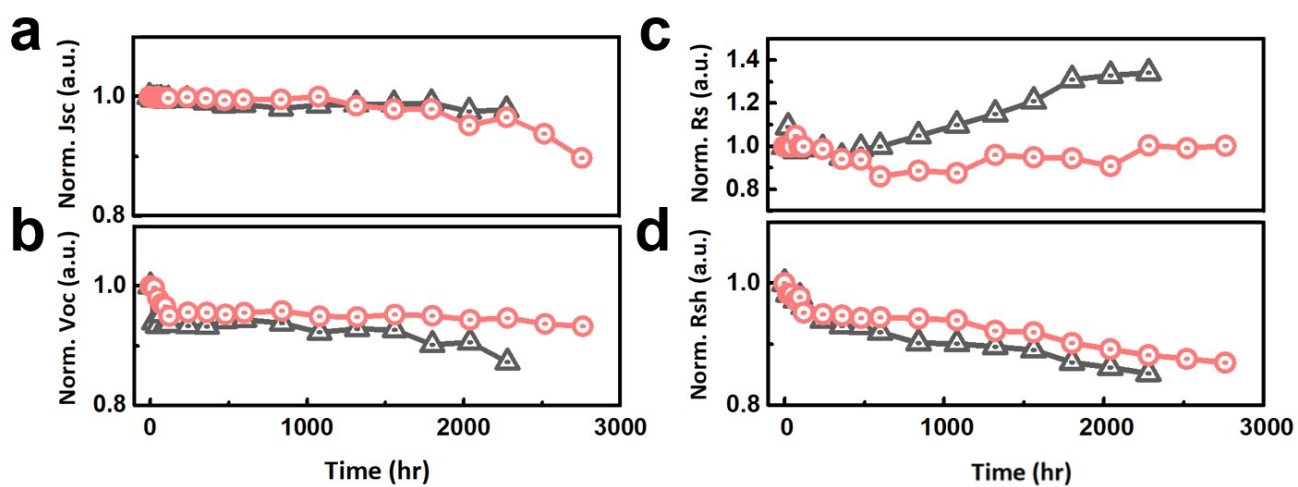 a
Norm. Jsc (a.u.)
1.0
0.8
b
Norm. Voc (a.u.)
1.0
0.8
0
1000
2000
3000
Time (hr)
c
Norm. Rs (a.u.)
1.4
1.2
1.0
0.8
d
Norm. Rsh (a.u.)
1.0
0.8
0
1000
2000
3000
Time (hr)